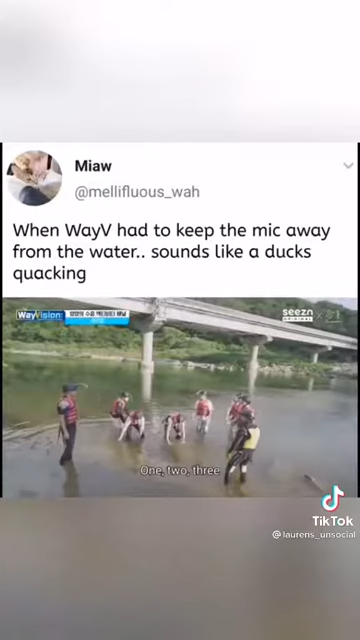 Miaw
@mellifluous_wah
When WayV had to keep the mic away
from the water.. sounds like a ducks
quacking
WayVision
seezn
ORIGINAL
One, two, three
TikTok
@laurens_unsocial